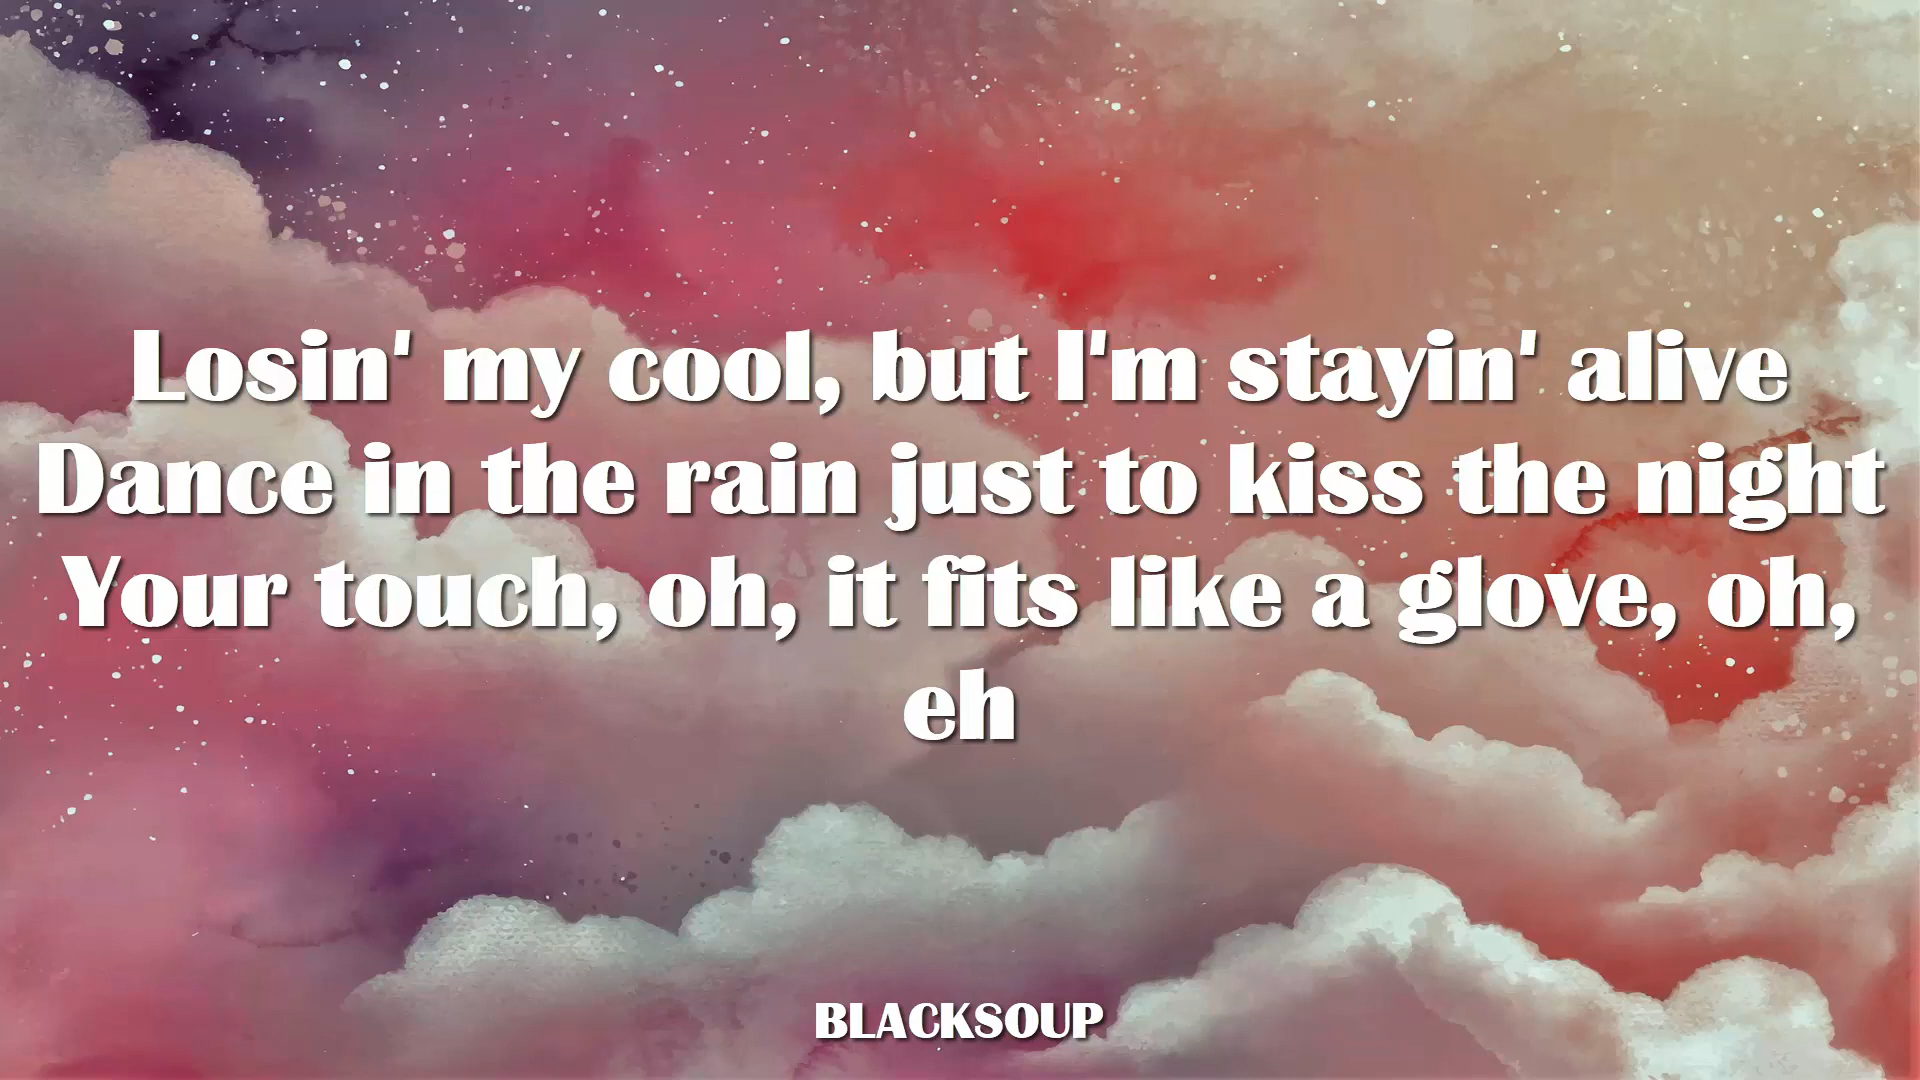 Losin' my cool, but I'm stayin' alive
Dance in the rain just to kiss the night
Your touch, oh, it fits like a glove, oh,
eh
BLACKSOUP